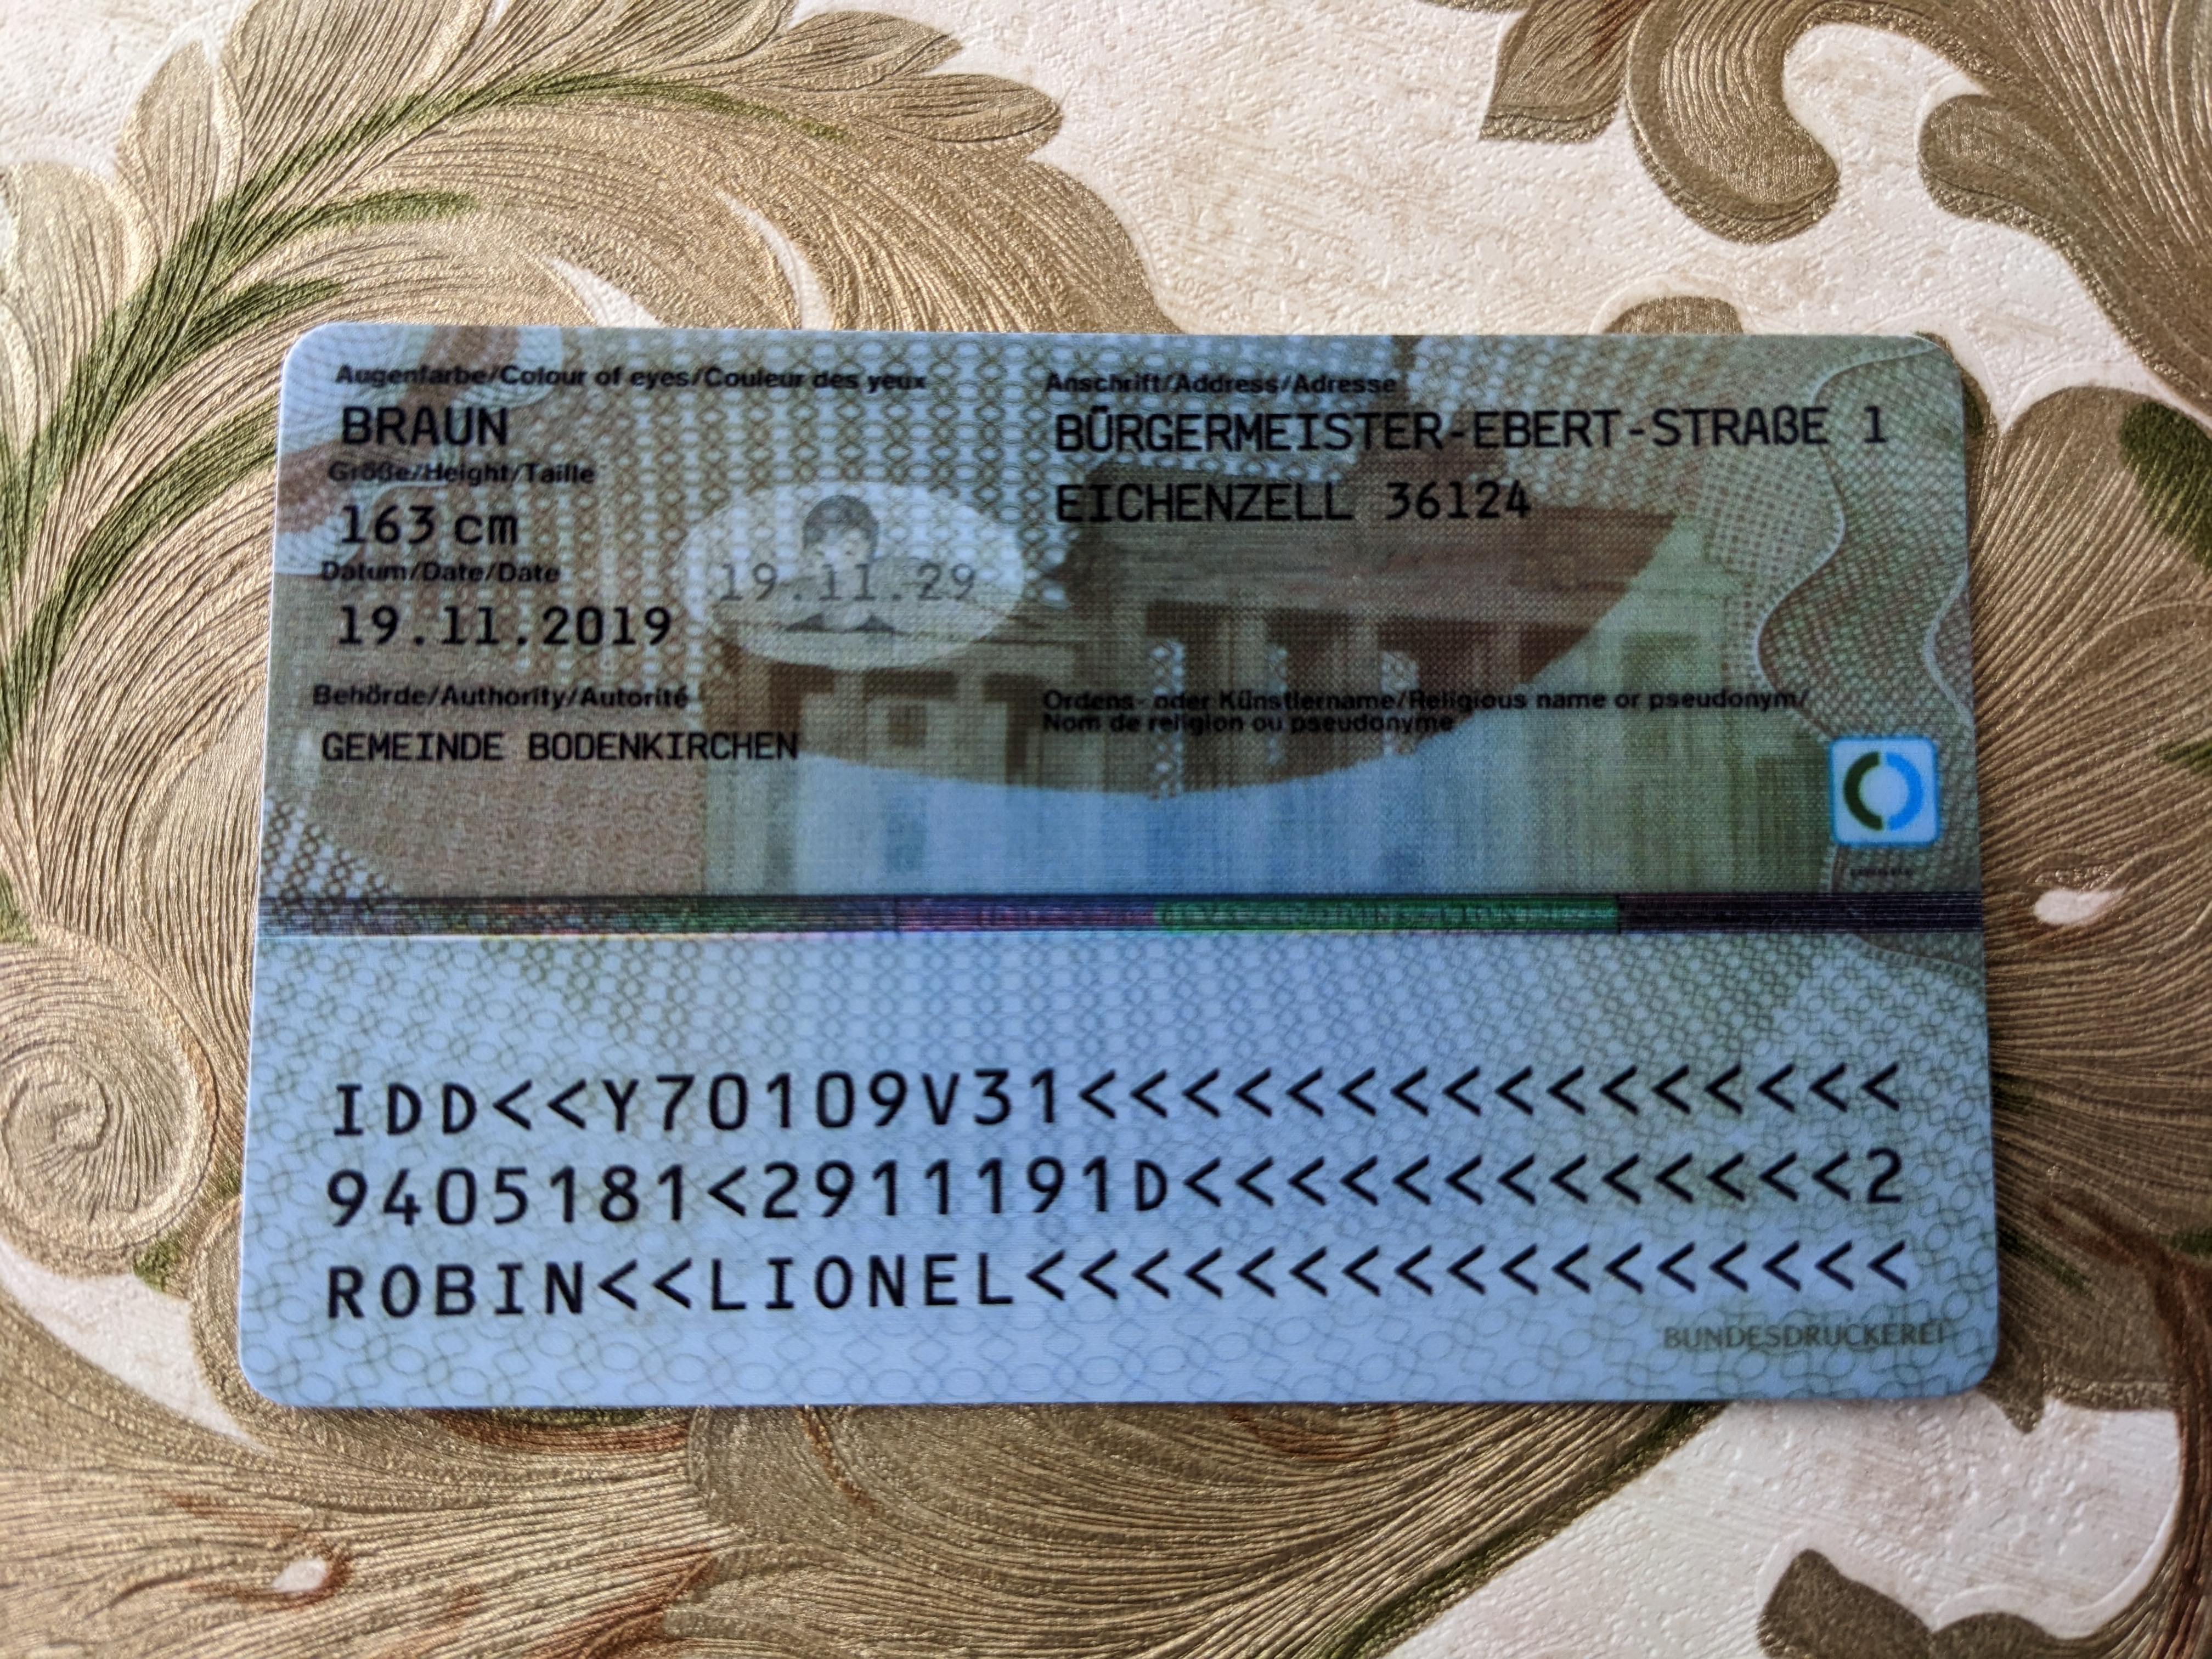 Augenfarbe/Colour of eyes/Couleur des yeux
BRAUN
Größe/Height/Taille
163 cm
Datum/Date/Date
19.11.2019
19.11.29
Behörde/Authority/Autorité
GEMEINDE BODENKIRCHEN
Anschrift/Address/Adresse
BÜRGERMEISTER-EBERT-STRAßE 1
EICHENZELL 36124
Ordens- oder Künstlername/Religious name or pseudonym/
Nom de religion ou pseudonyme
IDD<<Y70109V31<<<<<<<<<<<<<<<<
9405181<2911191D<<<<<<<<<<<<<2
ROBIN<<LIONEL<<<<<<<<<<<<<<<<<
BUNDESDRUCKEREI